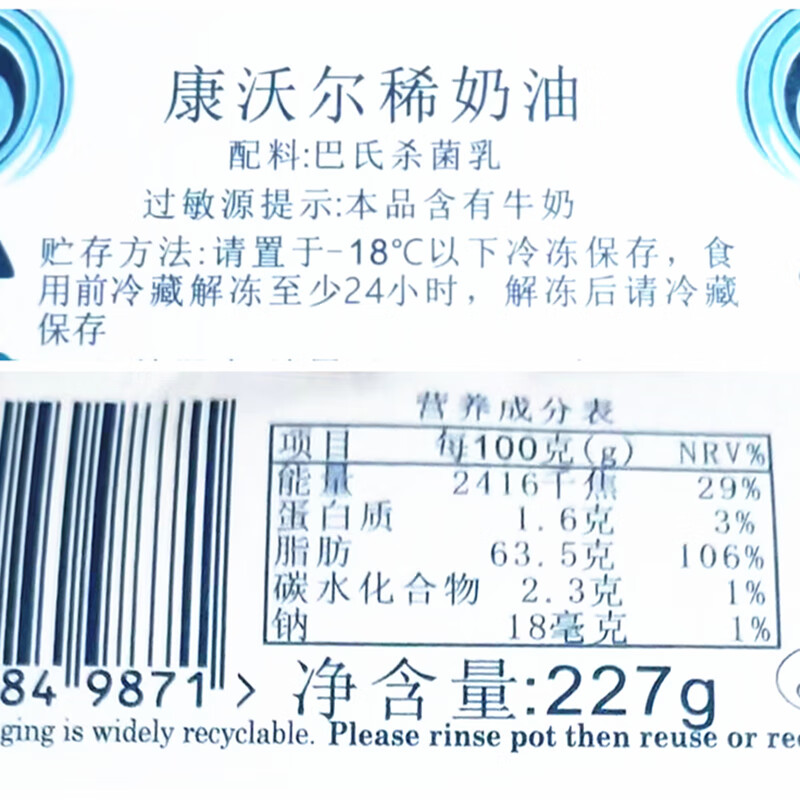 康沃尔稀奶油
配料:巴氏杀菌乳
过敏源提示:本品含有牛奶
贮存方法:请置于-18℃以下冷冻保存，食
用前冷藏解冻至少24小时，解冻后请冷藏
保存
营养成分表
项目 每100克(g) NRV%
能量 2416千焦 29%
蛋白质 1.6克 3%
脂肪 63.5克 106%
碳水化合物 2.3克 1%
钠 18毫克 1%
84 9871 > 净含量:227g
ging is widely recyclable. Please rinse pot then reuse or rec